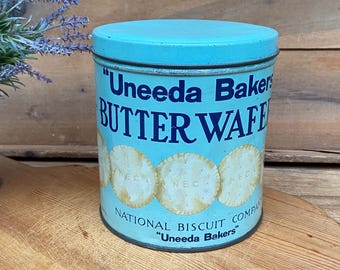 "Uneeda Bakers
BUTTER WAFE
NATIONAL BISCUIT COMPA
"Uneeda Bakers"